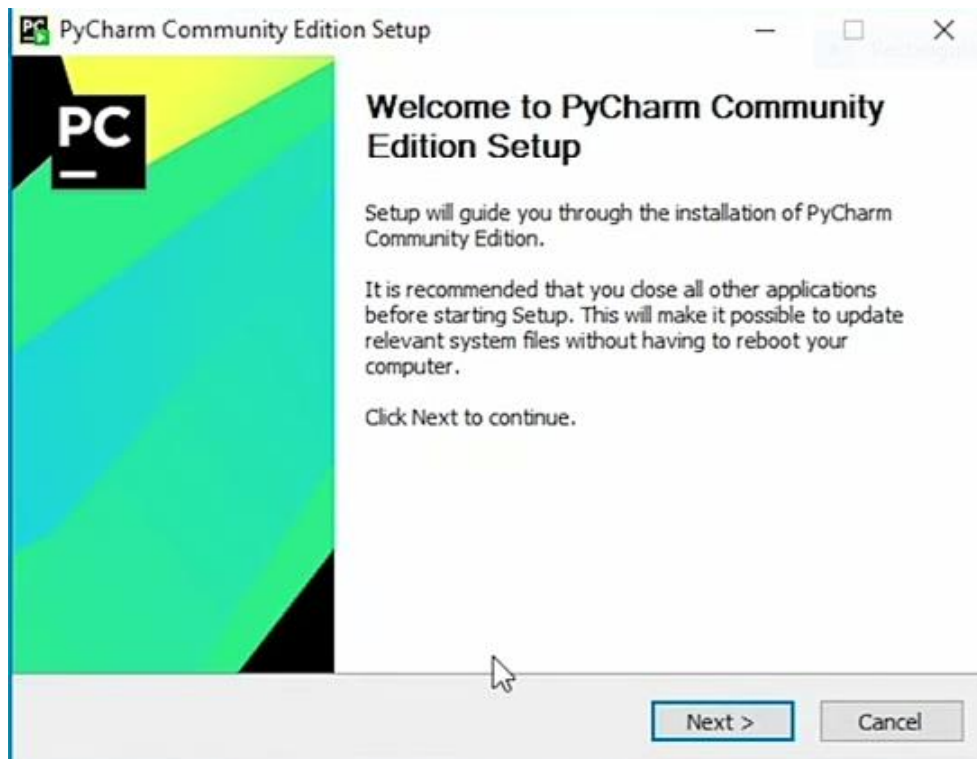 PyCharm Community Edition Setup
PC
Welcome to PyCharm Community
Edition Setup
Setup will guide you through the installation of PyCharm
Community Edition.
It is recommended that you close all other applications
before starting Setup. This will make it possible to update
relevant system files without having to reboot your
computer.
Click Next to continue.
Next >
Cancel